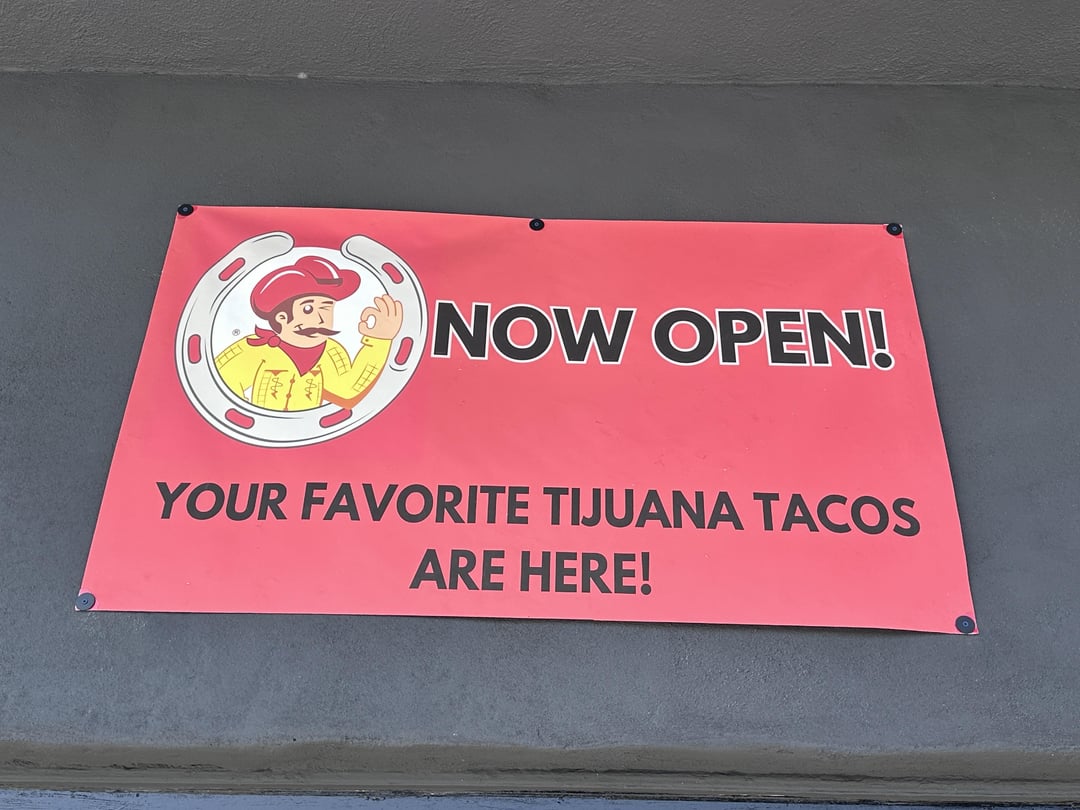 ®
NOW OPEN!
YOUR FAVORITE TIJUANA TACOS
ARE HERE!